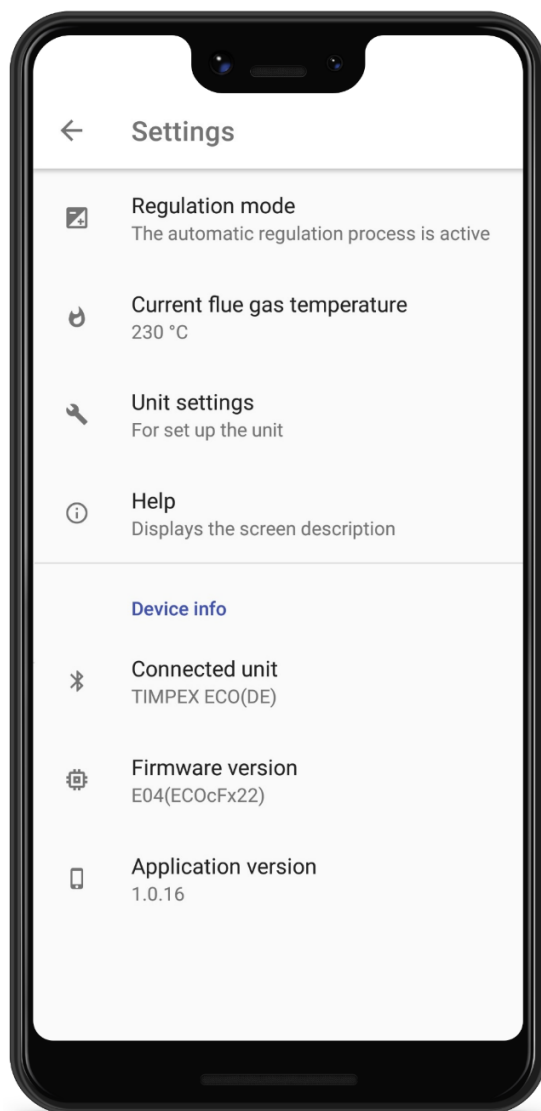 Settings
Regulation mode
The automatic regulation process is active
Current flue gas temperature
230 °C
Unit settings
For set up the unit
Help
Displays the screen description
Device info
Connected unit
TIMPEX ECO(DE)
Firmware version
E04(ECOcFx22)
Application version
1.0.16